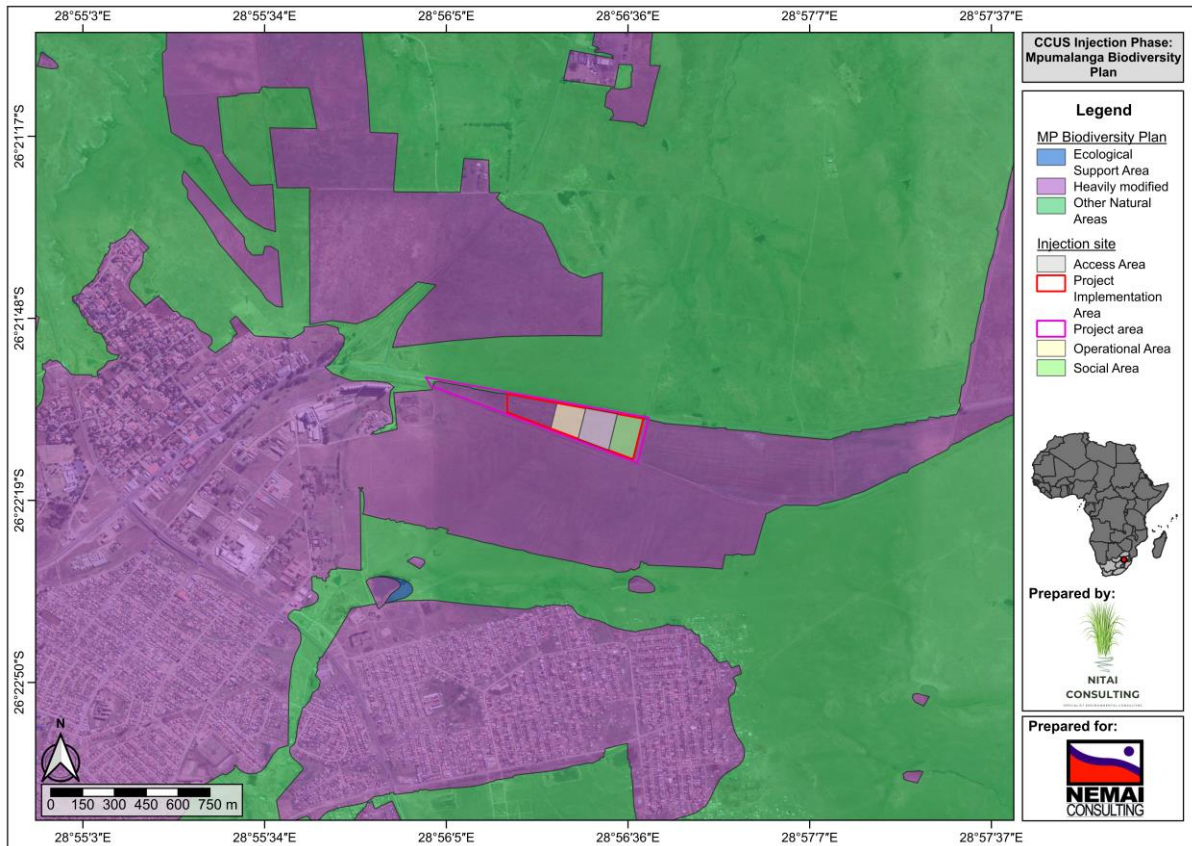 28°55'3"E 28°55'34"E 28°56'5"E 28°56'36"E 28°57'7"E 28°57'37"E
CCUS Injection Phase:
Mpumalanga Biodiversity
Plan
26°21'17"S
26°21'48"S
26°22'19"S
26°22'50"S
Legend
MP Biodiversity Plan
Ecological
Support Area
Heavily modified
Other Natural
Areas
Injection site
Access Area
Project
Implementation
Area
Project area
Operational Area
Social Area
Prepared by:
NITAI
CONSULTING
Prepared for:
NEMAI
CONSULTING
N
0 150 300 450 600 750 m
28°55'3"E 28°55'34"E 28°56'5"E 28°56'36"E 28°57'7"E 28°57'37"E